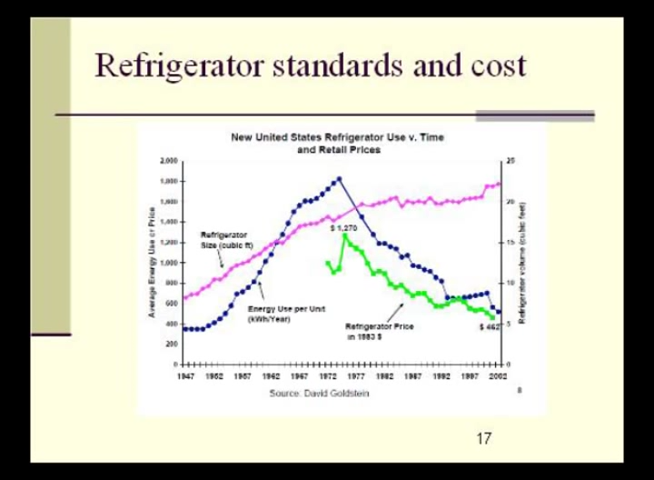 Refrigerator standards and cost
New United States Refrigerator Use v. Time
and Retail Prices
2,000
1,800
1,600
1,400
1,200
1,000
800
600
400
200
0
25
20
15
10
5
0
Average Energy Use or Price
Refrigerator volume (cubic feet)
Refrigerator
Size (cubic ft)
$ 1,270
Energy Use per Unit
(kWh/Year)
Refrigerator Price
in 1983 $
$ 462
1947 1952 1957 1962 1967 1972 1977 1982 1987 1992 1997 2002
Source: David Goldstein
8
17